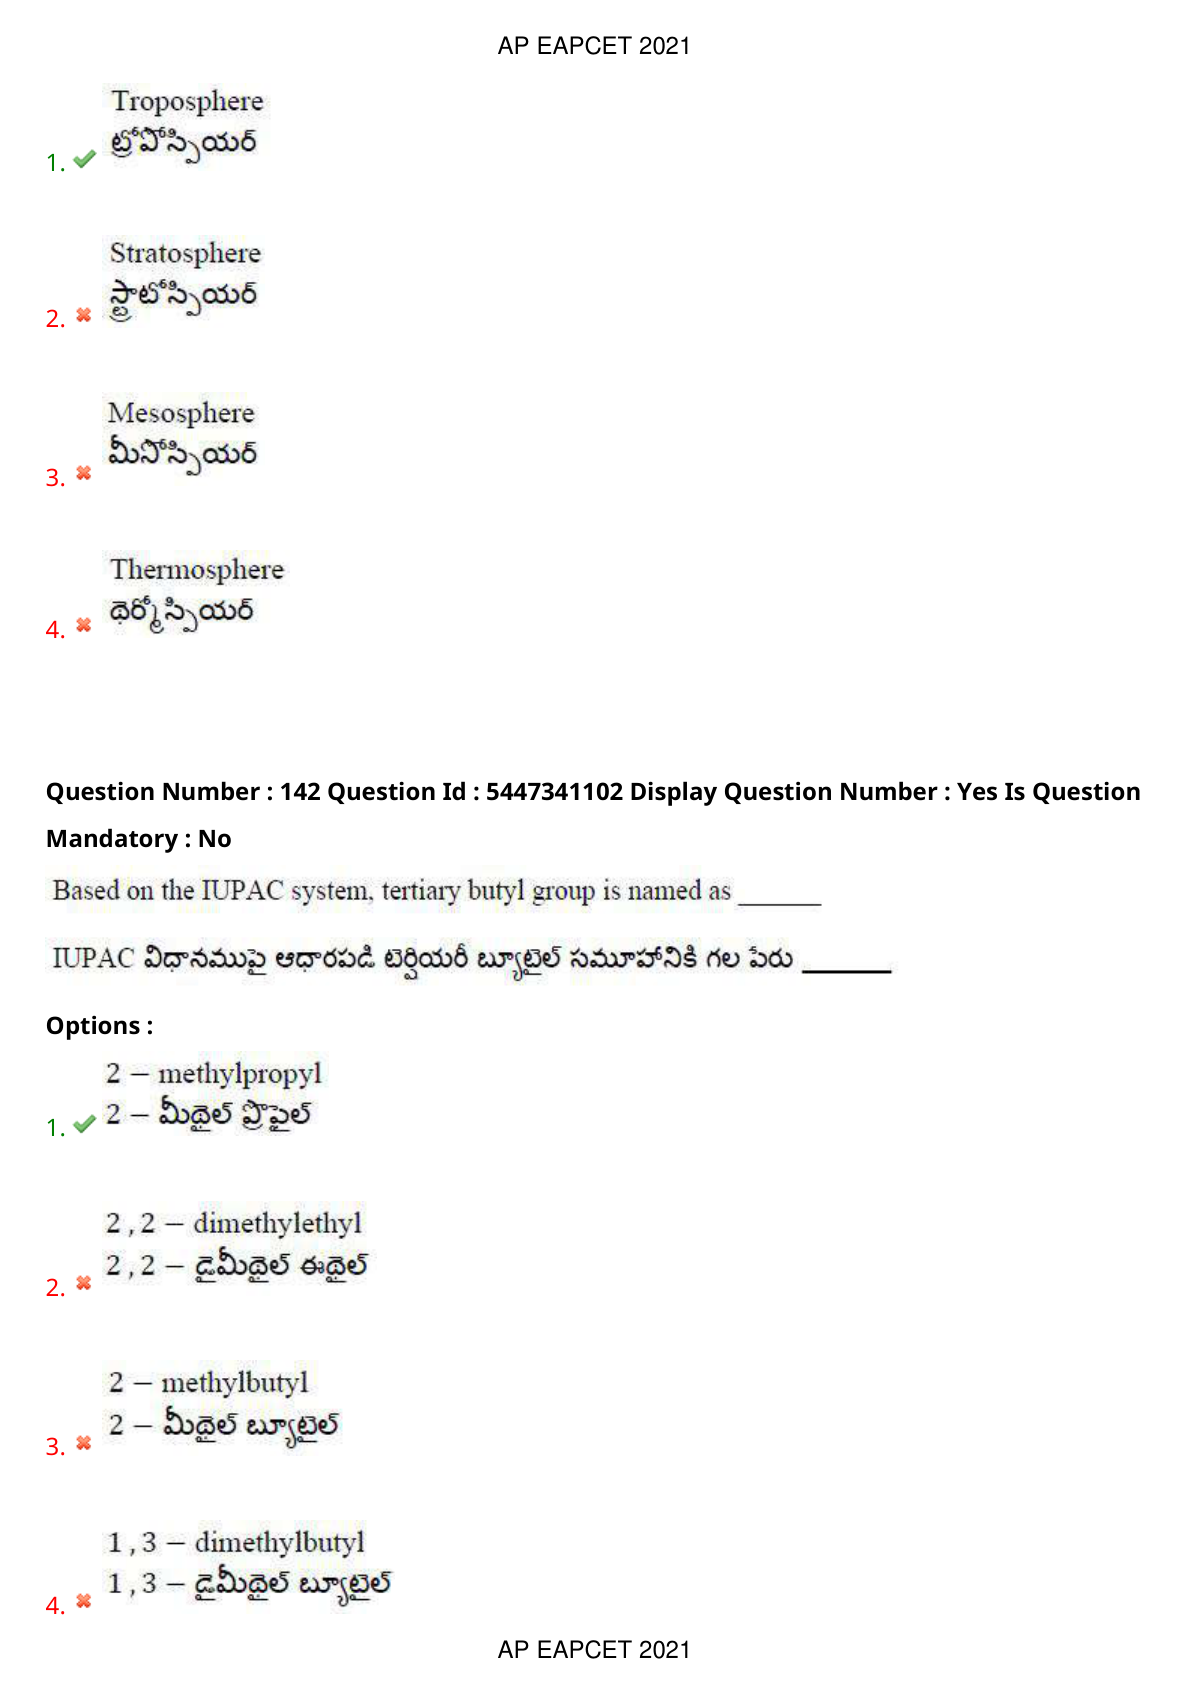 AP EAPCET 2021
Troposphere
ట్రోపోస్పియర్
1.
Stratosphere
స్ట్రాటోస్పియర్
2.
Mesosphere
మీసోస్పియర్
3.
Thermosphere
థెర్మోస్పియర్
4.
Question Number : 142 Question Id : 5447341102 Display Question Number : Yes Is Question
Mandatory : No
Based on the IUPAC system, tertiary butyl group is named as ______
IUPAC విధానముపై ఆధారపడి టెర్షియరీ బ్యూటైల్ సమూహానికి గల పేరు ______
Options :
2 – methylpropyl
2 – మీథైల్ ప్రొపైల్
1.
2 , 2 – dimethylethyl
2 , 2 – డైమీథైల్ ఈథైల్
2.
2 – methylbutyl
2 – మీథైల్ బ్యూటైల్
3.
1 , 3 – dimethylbutyl
1 , 3 – డైమీథైల్ బ్యూటైల్
4.
AP EAPCET 2021